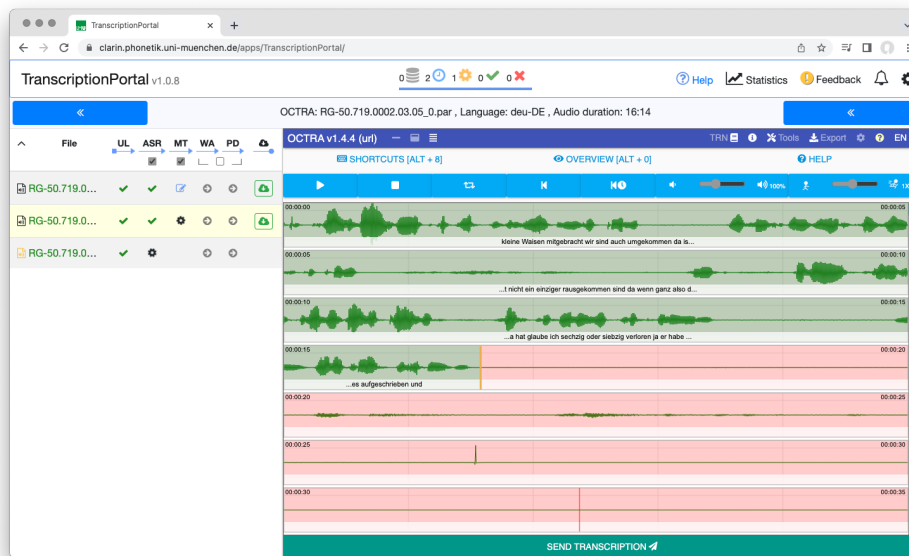 TranscriptionPortal
clarin.phonetik.uni-muenchen.de/apps/TranscriptionPortal/
TranscriptionPortal v1.0.8
0 2 1 0 0
Help Statistics Feedback
OCTRA: RG-50.719.0002.03.05_0.par , Language: deu-DE , Audio duration: 16:14
File UL ASR MT WA PD
OCTRA v1.4.4 (url) TRN Tools Export EN
SHORTCUTS [ALT + 8] OVERVIEW [ALT + 0] HELP
100% 1X
RG-50.719.0...
RG-50.719.0...
RG-50.719.0...
00:00:00 00:00:05
kleine Waisen mitgebracht wir sind auch umgekommen da is...
00:00:05 00:00:10
...t nicht ein einziger rausgekommen sind da wenn ganz also d...
00:00:10 00:00:15
...a hat glaube ich sechzig oder siebzig verloren ja er habe ...
00:00:15 00:00:20
...es aufgeschrieben und
00:00:20 00:00:25
00:00:25 00:00:30
00:00:30 00:00:35
SEND TRANSCRIPTION